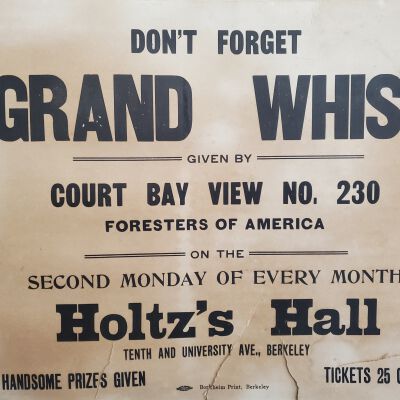 DON'T FORGET
GRAND WHIS
GIVEN BY
COURT BAY VIEW NO. 230
FORESTERS OF AMERICA
ON THE
SECOND MONDAY OF EVERY MONTH
Holtz's Hall
TENTH AND UNIVERSITY AVE., BERKELEY
HANDSOME PRIZES GIVEN
Print, Berkeley
TICKETS 25 C